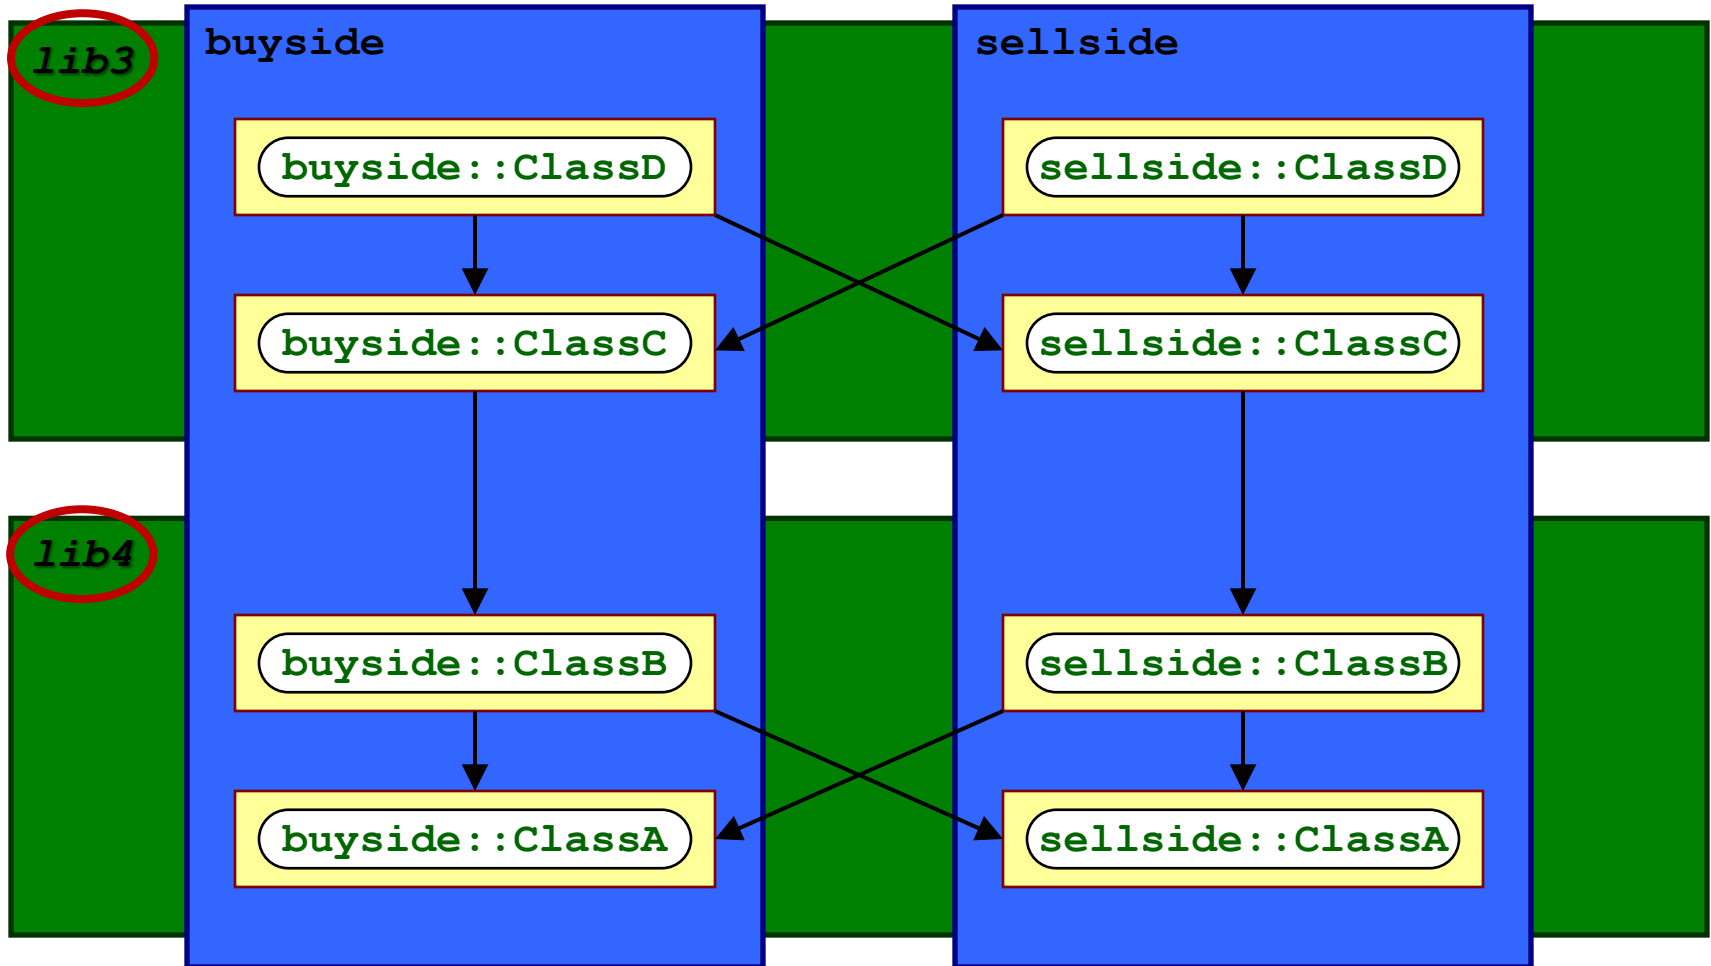 lib3
buyside
sellside
buyside::ClassD
sellside::ClassD
buyside::ClassC
sellside::ClassC
lib4
buyside::ClassB
sellside::ClassB
buyside::ClassA
sellside::ClassA